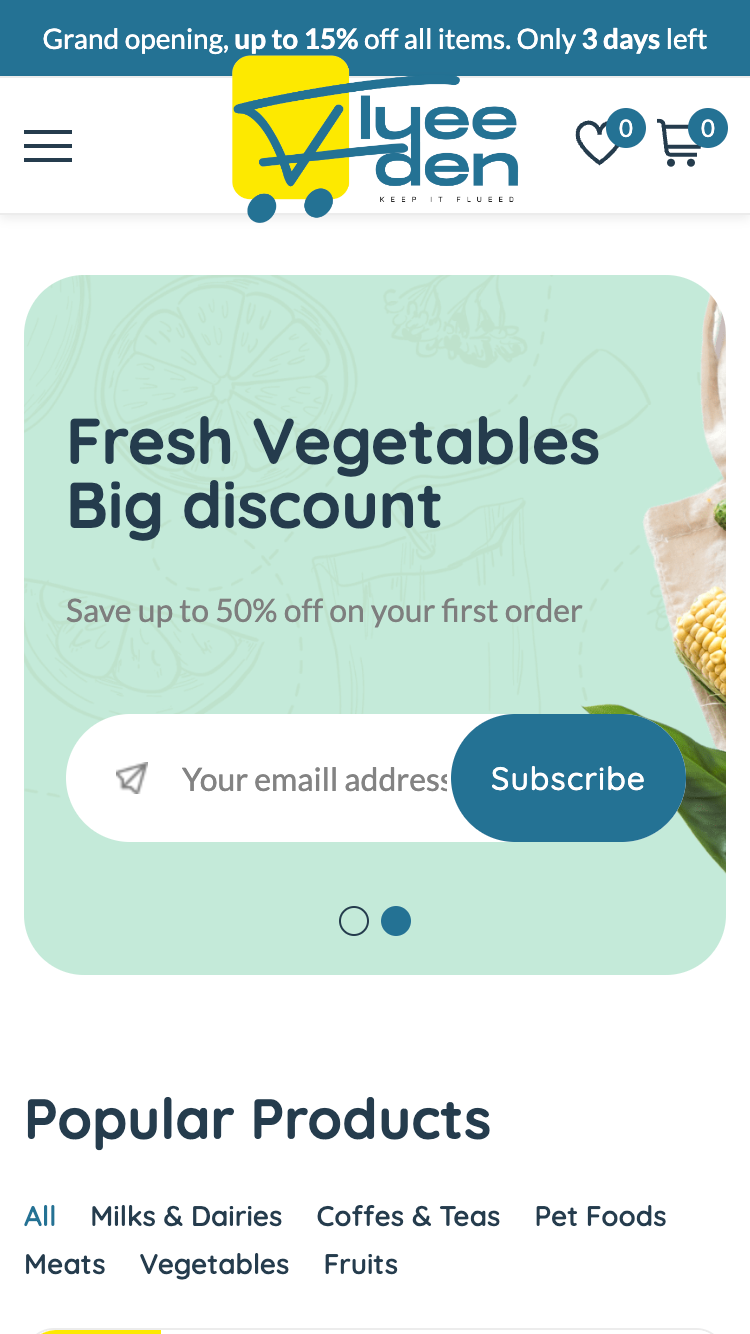 Grand opening, up to 15% off all items. Only 3 days left
lyee
den
KEEP IT FLUEED
0
0
Fresh Vegetables
Big discount
Save up to 50% off on your first order
Your emaill address
Subscribe
Popular Products
All Milks & Dairies Coffes & Teas Pet Foods
Meats Vegetables Fruits